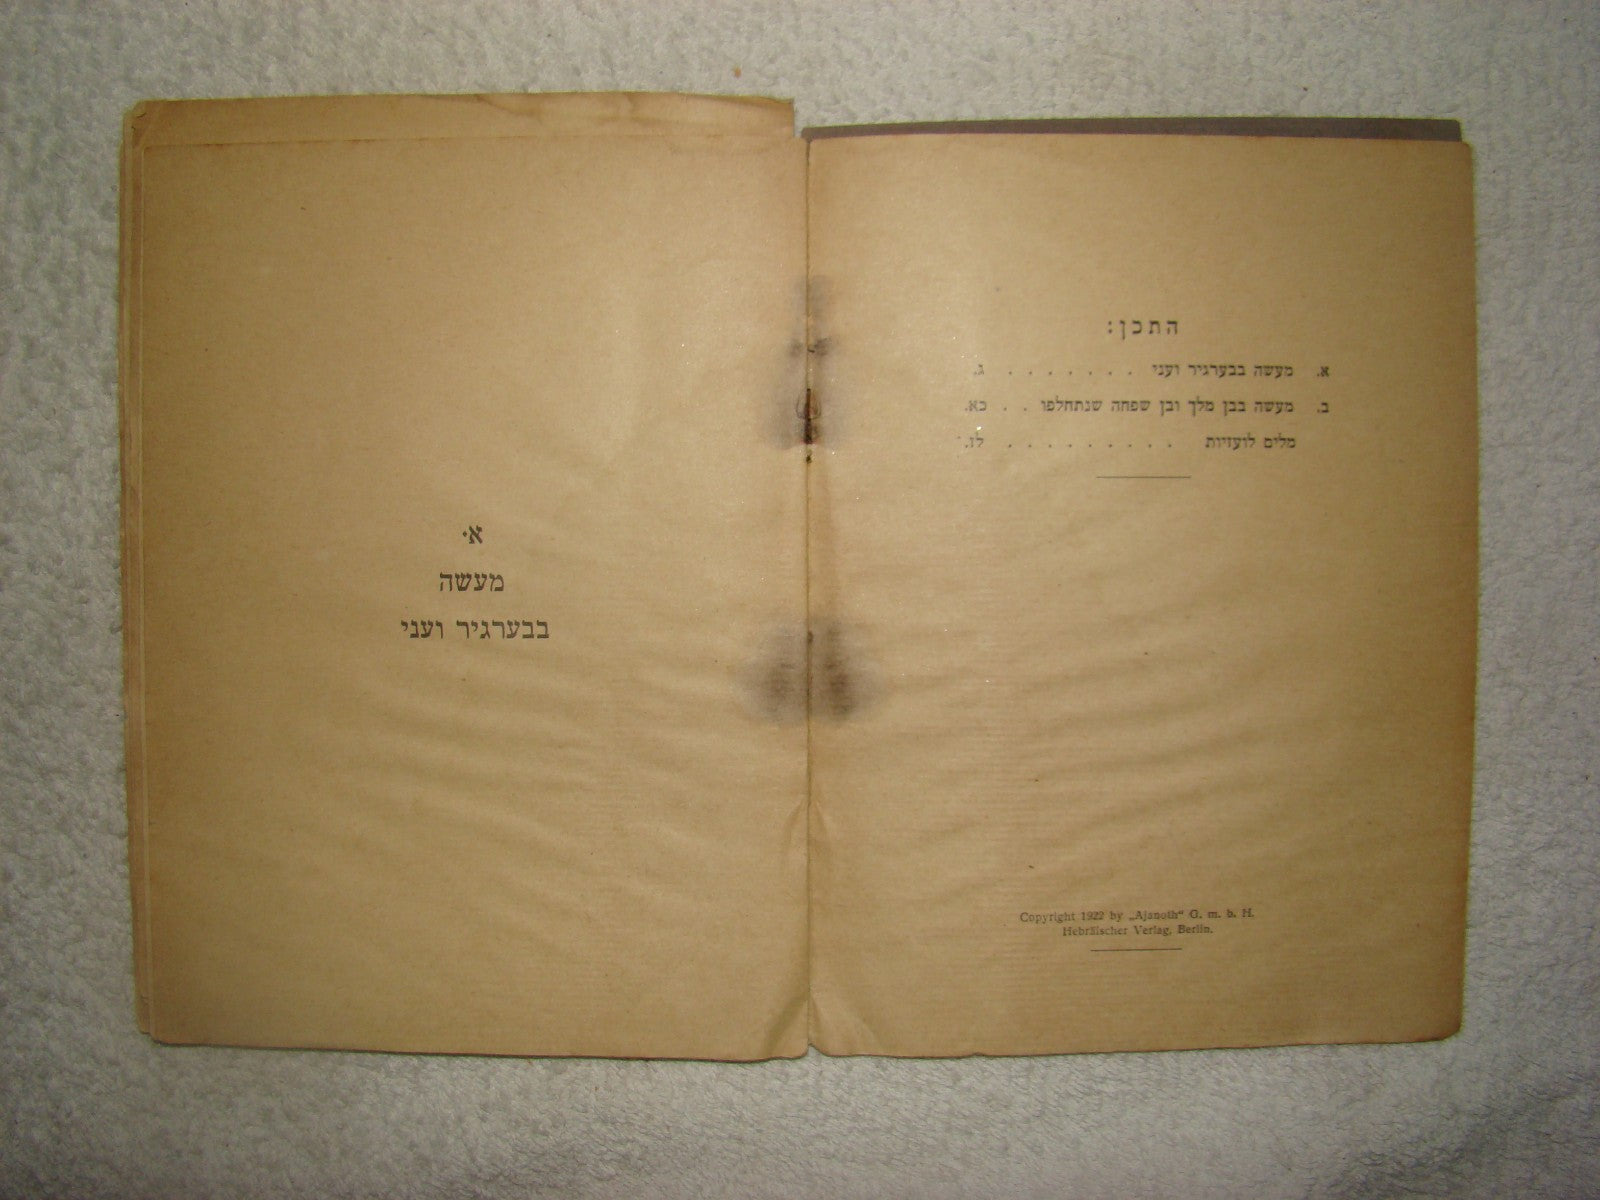 התכן:
א. מעשה בבערגיר ועני . . . . . . . ג.
ב. מעשה בבן מלך ובן שפחה שנתחלפו . . כא.
מלים לועזיות . . . . . . . . . לז.
Copyright 1922 by „Ajanoth“ G. m. b. H.
Hebräischer Verlag, Berlin.
א.
מעשה
בבערגיר ועני